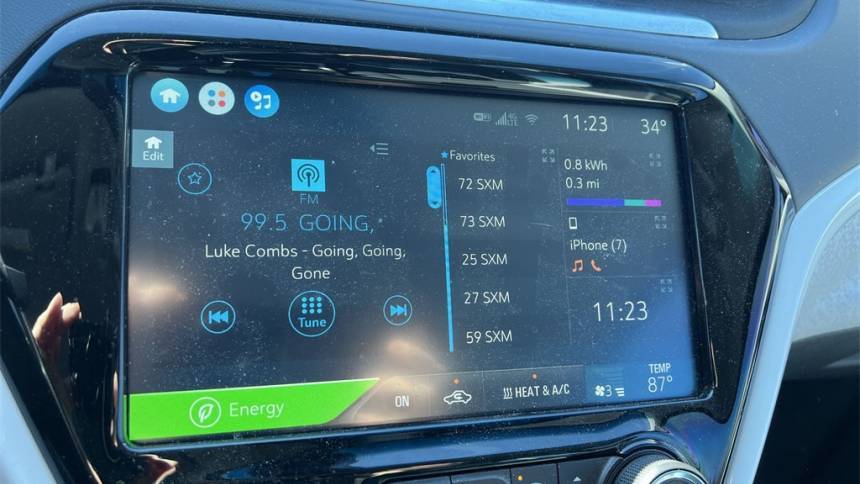 11:23
34°
Edit
FM
99.5 GOING,
Luke Combs - Going, Going,
Gone
Tune
Favorites
72 SXM
73 SXM
25 SXM
27 SXM
59 SXM
0.8 kWh
0.3 mi
iPhone (7)
11:23
Energy
ON
HEAT & A/C
3
TEMP
87°